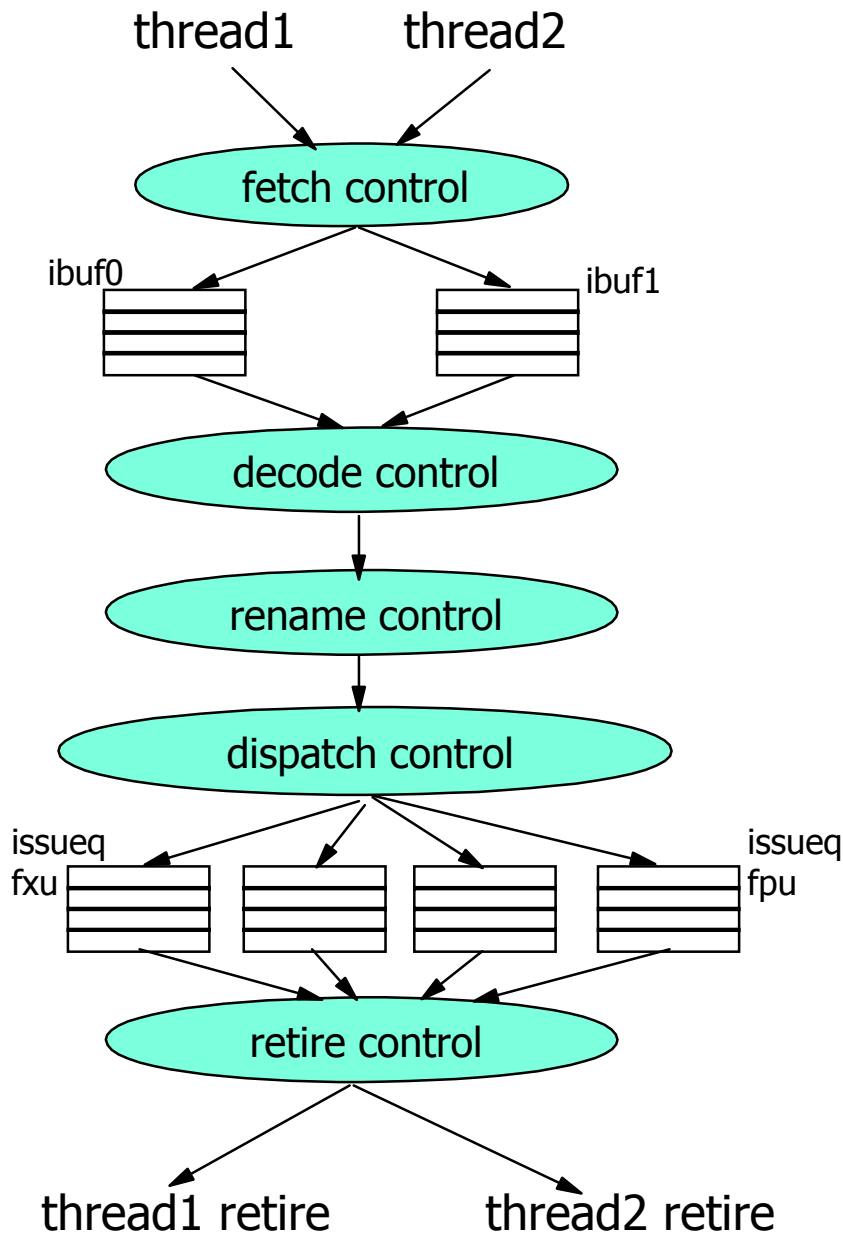 thread1
thread2
fetch control
ibuf0
ibuf1
decode control
rename control
dispatch control
issueq
fxu
issueq
fpu
retire control
thread1 retire
thread2 retire